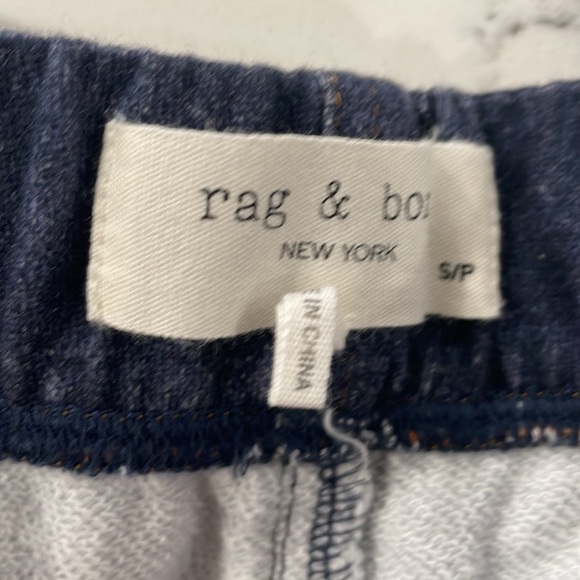 rag & bon
NEW YORK
S/P
IN CHINA